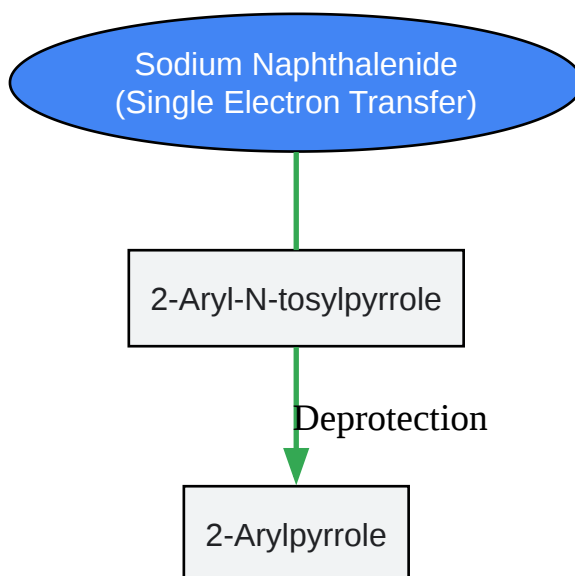 Sodium Naphthalenide
(Single Electron Transfer)
2-Aryl-N-tosylpyrrole
Deprotection
2-Arylpyrrole